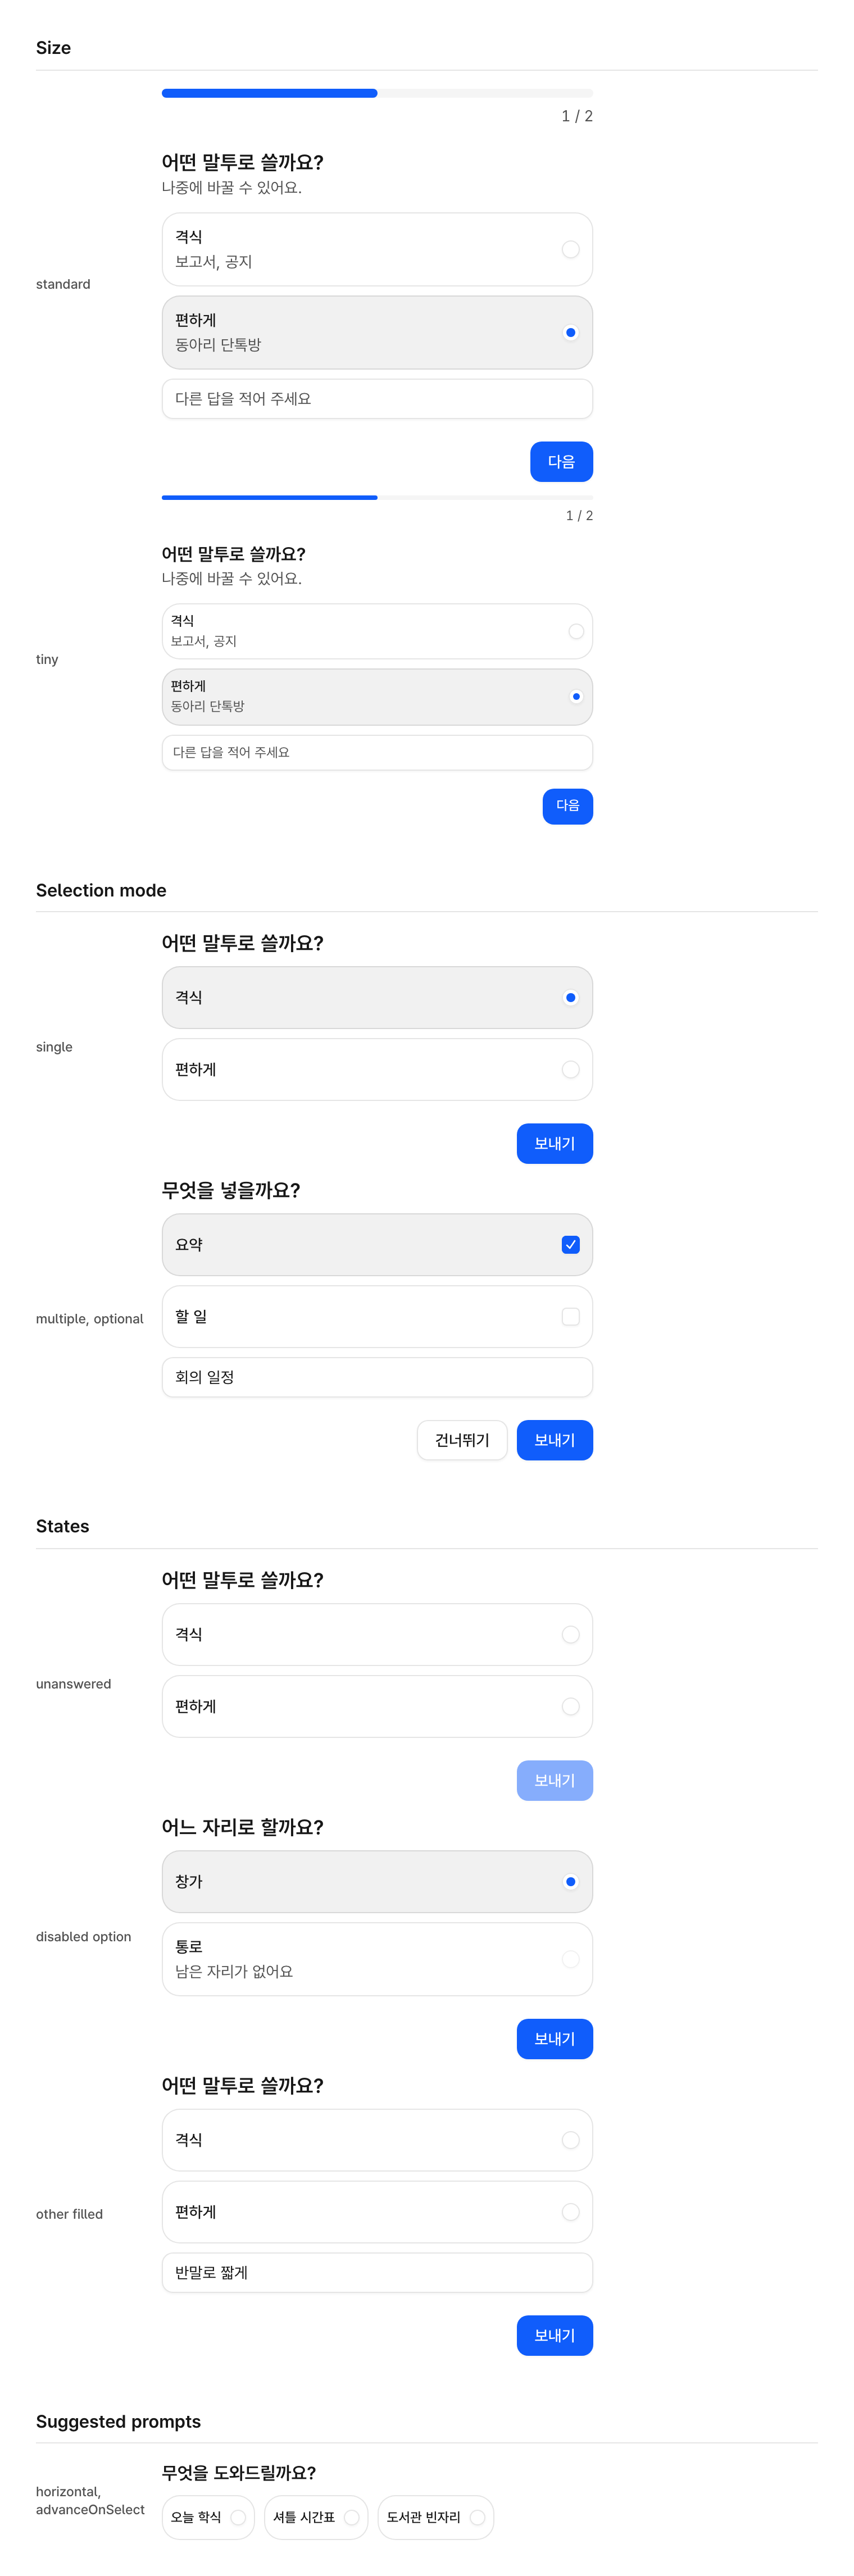 Size
1 / 2
어떤 말투로 쓸까요?
나중에 바꿀 수 있어요.
standard
격식
보고서, 공지
편하게
동아리 단톡방
다른 답을 적어 주세요
다음
1 / 2
어떤 말투로 쓸까요?
나중에 바꿀 수 있어요.
tiny
격식
보고서, 공지
편하게
동아리 단톡방
다른 답을 적어 주세요
다음
Selection mode
어떤 말투로 쓸까요?
single
격식
편하게
보내기
무엇을 넣을까요?
multiple, optional
요약
할 일
회의 일정
건너뛰기 보내기
States
어떤 말투로 쓸까요?
unanswered
격식
편하게
보내기
어느 자리로 할까요?
disabled option
창가
통로
남은 자리가 없어요
보내기
어떤 말투로 쓸까요?
other filled
격식
편하게
반말로 짧게
보내기
Suggested prompts
무엇을 도와드릴까요?
horizontal,
advanceOnSelect
오늘 학식 셔틀 시간표 도서관 빈자리